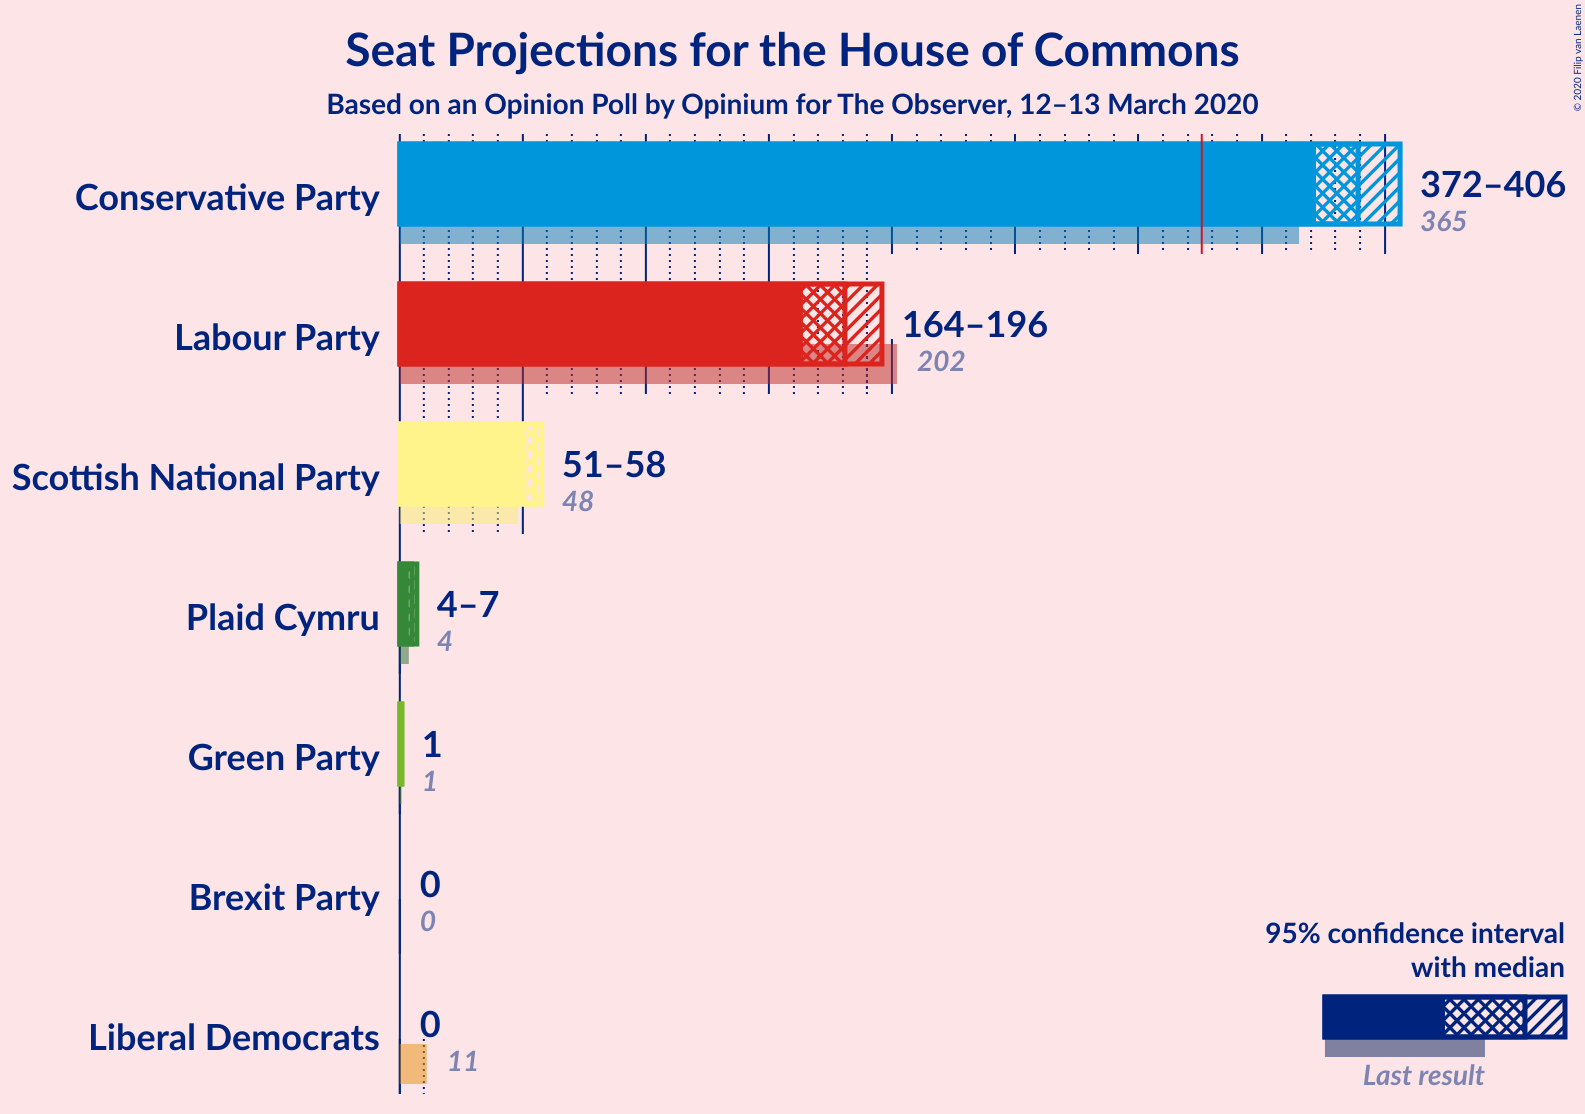 Seat Projections for the House of Commons
Based on an Opinion Poll by Opinium for The Observer, 12–13 March 2020
© 2020 Filip van Laenen
Conservative Party
372–406
365
Labour Party
164–196
202
Scottish National Party
51–58
48
Plaid Cymru
4–7
4
Green Party
1
1
Brexit Party
0
0
Liberal Democrats
0
11
95% confidence interval
with median
Last result